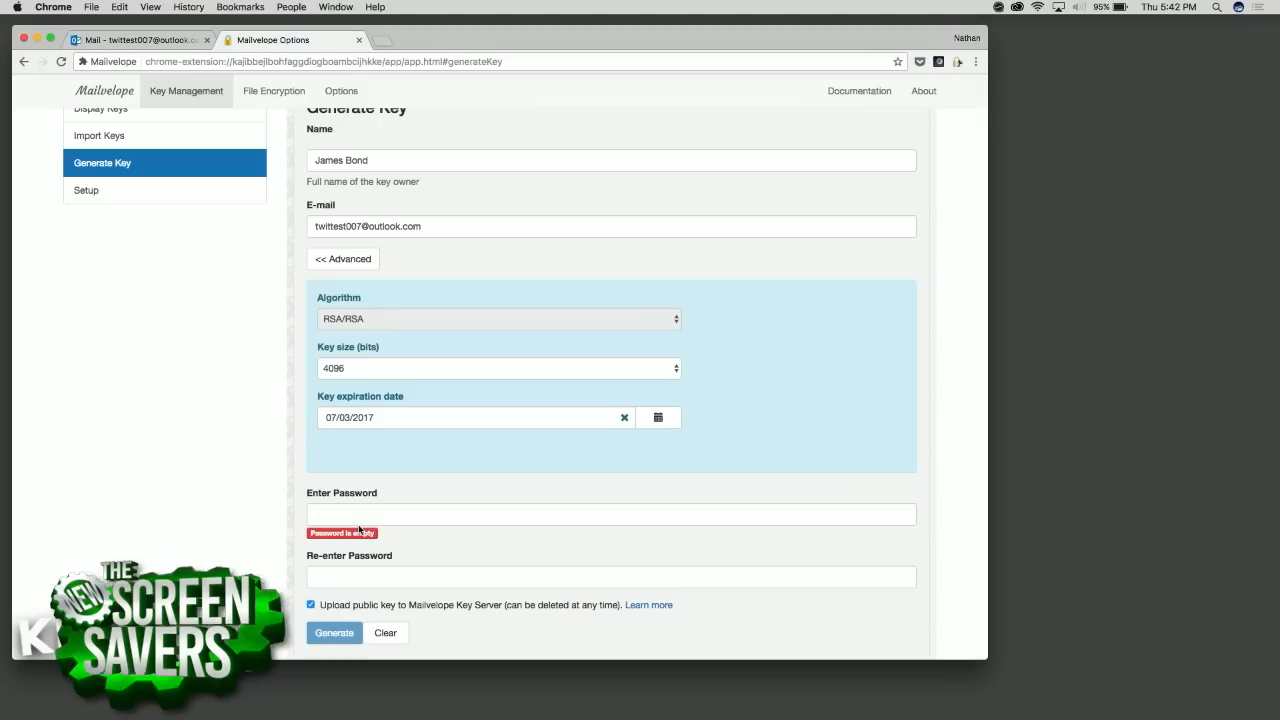 Chrome File Edit View History Bookmarks People Window Help 95% Thu 5:42 PM
Mail - twittest007@outlook.c Mailvelope Options Nathan
Mailvelope chrome-extension://kajibbejlbohfaggdiogboambcijhkke/app/app.html#generateKey
Mailvelope Key Management File Encryption Options Documentation About
Display Keys
Import Keys
Generate Key
Setup
Generate Key
Name
James Bond
Full name of the key owner
E-mail
twittest007@outlook.com
<< Advanced
Algorithm
RSA/RSA
Key size (bits)
4096
Key expiration date
07/03/2017
Enter Password
Password is empty
Re-enter Password
Upload public key to Mailvelope Key Server (can be deleted at any time). Learn more
Generate Clear
THE
NEW SCREEN
SAVERS
K